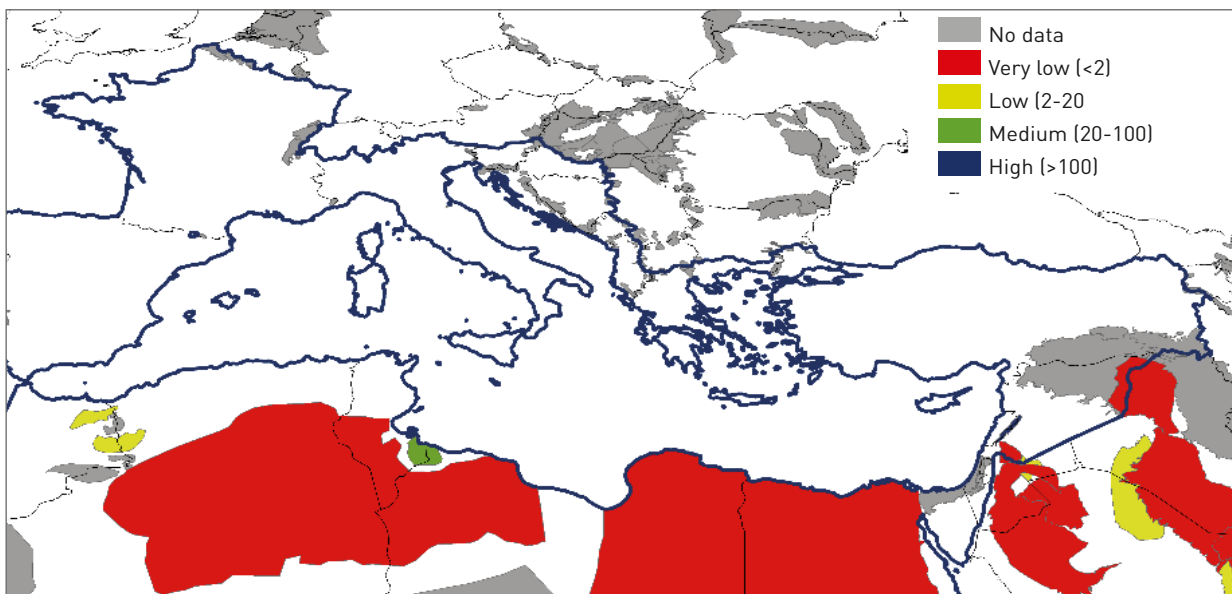 No data
Very low (<2)
Low (2-20
Medium (20-100)
High (>100)